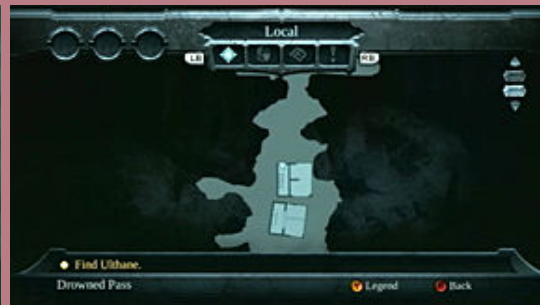 Local
LB
RB
Find Ulthane.
Drowned Pass
Y Legend
B Back